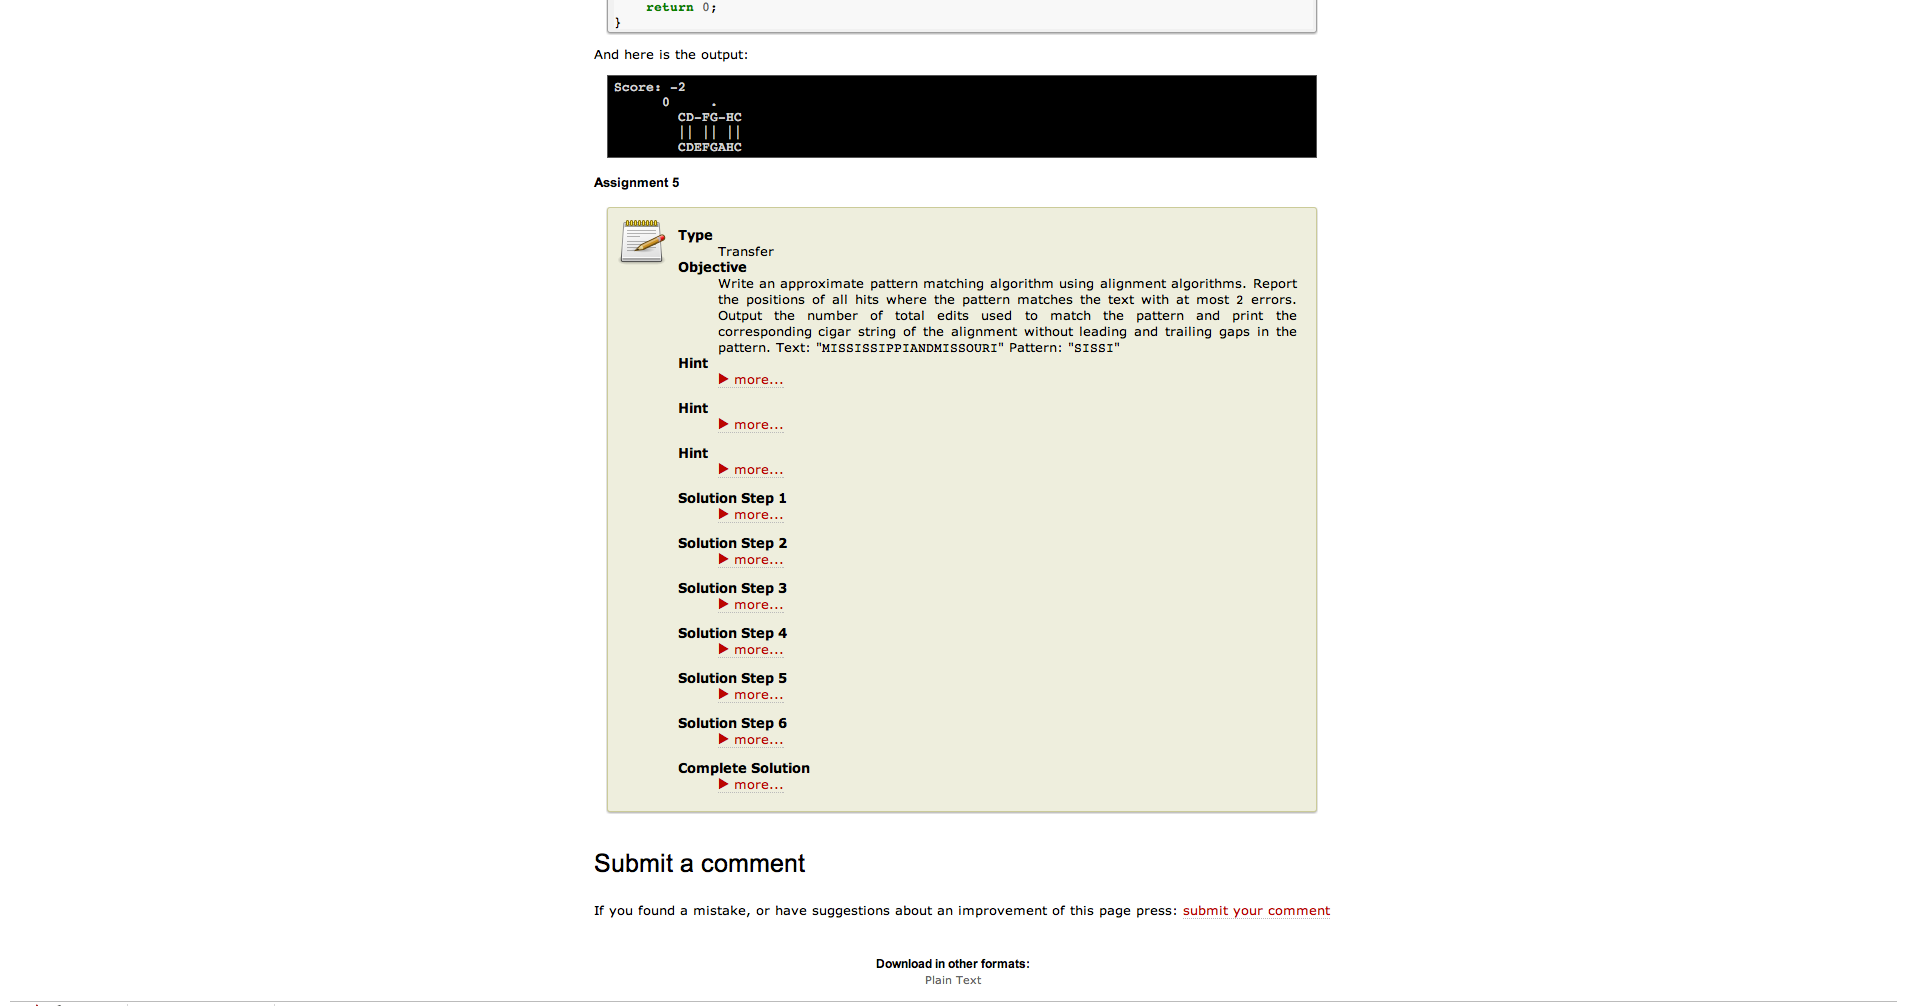 return 0;
}
And here is the output:
Score: -2
0 .
CD-FG-HC
|| || ||
CDEFGAHC
Assignment 5
Type
Transfer
Objective
Write an approximate pattern matching algorithm using alignment algorithms. Report
the positions of all hits where the pattern matches the text with at most 2 errors.
Output the number of total edits used to match the pattern and print the
corresponding cigar string of the alignment without leading and trailing gaps in the
pattern. Text: "MISSISSIPPIANDMISSOURI" Pattern: "SISSI"
Hint
▶ more...
Hint
▶ more...
Hint
▶ more...
Solution Step 1
▶ more...
Solution Step 2
▶ more...
Solution Step 3
▶ more...
Solution Step 4
▶ more...
Solution Step 5
▶ more...
Solution Step 6
▶ more...
Complete Solution
▶ more...
Submit a comment
If you found a mistake, or have suggestions about an improvement of this page press: submit your comment
Download in other formats:
Plain Text